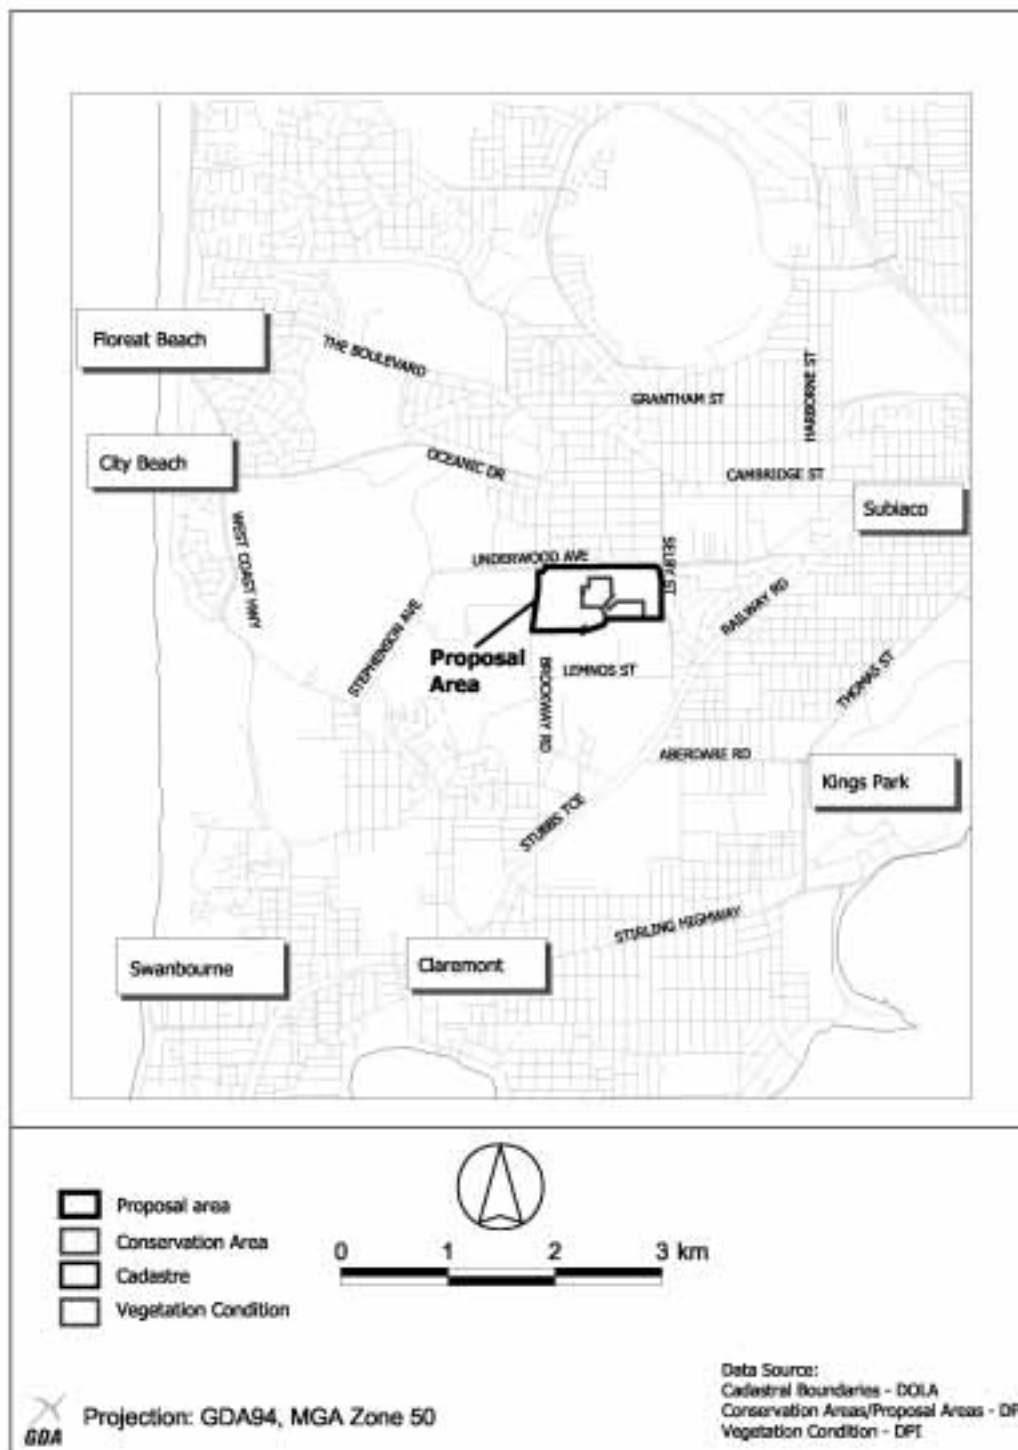 Floreat Beach
THE BOULEVARD
HARBORNE ST
GRANTHAM ST
City Beach
OCEANIC DR
CAMBRIDGE ST
Subiaco
WEST COAST HWY
UNDERWOOD AVE
SELBY ST
RAILWAY RD
STEPHENSON AVE
Proposal
Area
LEMNOS ST
BROCKWAY RD
THOMAS ST
ABERDARE RD
Kings Park
STUBBS TCE
STIRLING HIGHWAY
Swanbourne
Claremont
Proposal area
Conservation Area
Cadastre
Vegetation Condition
0 1 2 3 km
GDA
Projection: GDA94, MGA Zone 50
Data Source:
Cadastral Boundaries - DOLA
Conservation Areas/Proposal Areas - DP
Vegetation Condition - DPI